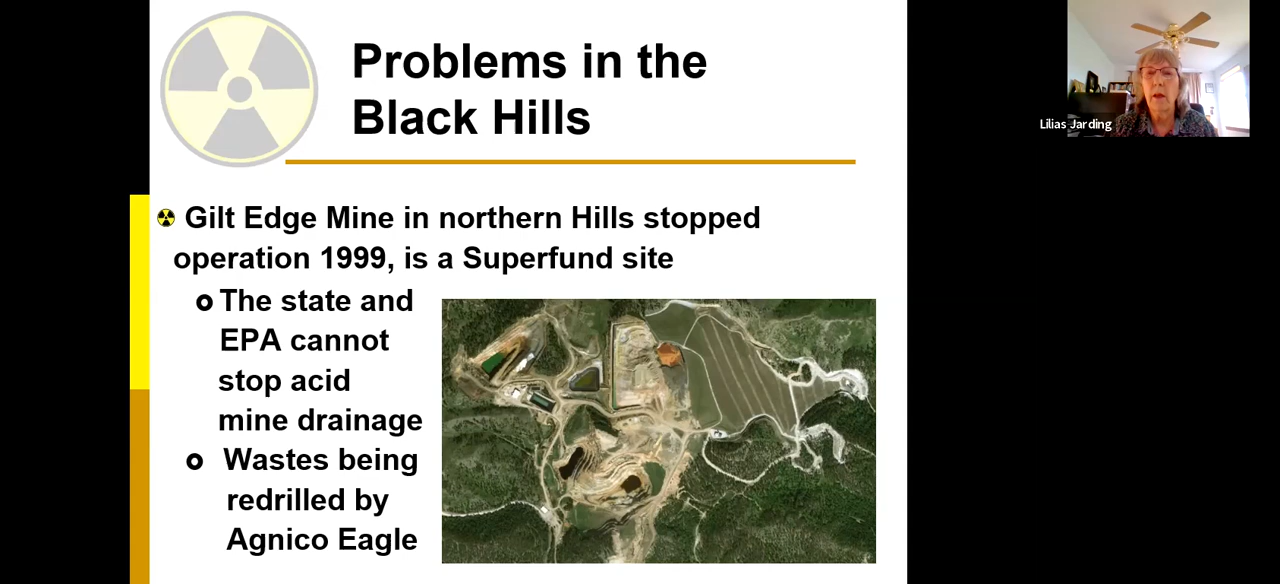 Problems in the
Black Hills
Gilt Edge Mine in northern Hills stopped
operation 1999, is a Superfund site
The state and
EPA cannot
stop acid
mine drainage
Wastes being
redrilled by
Agnico Eagle
Lilias Jarding